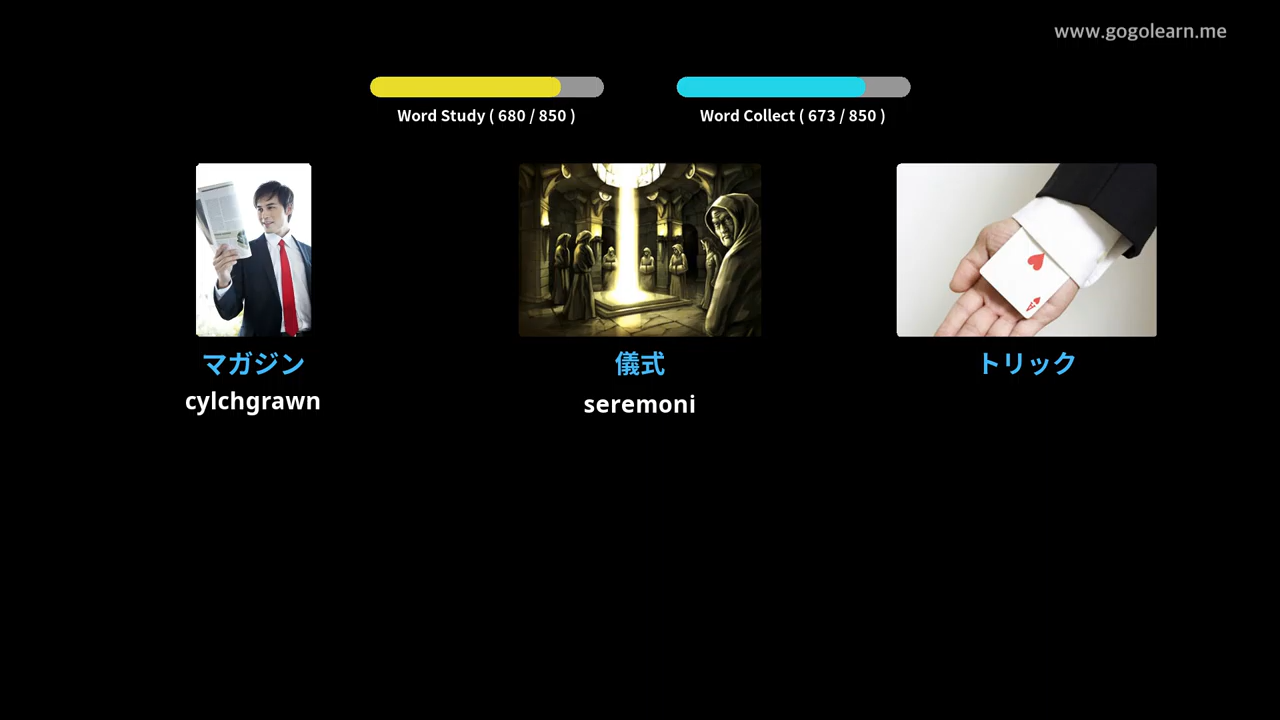 www.gogolearn.me
Word Study ( 680 / 850 )
Word Collect ( 673 / 850 )
マガジン
儀式
トリック
cylchgrawn
seremoni